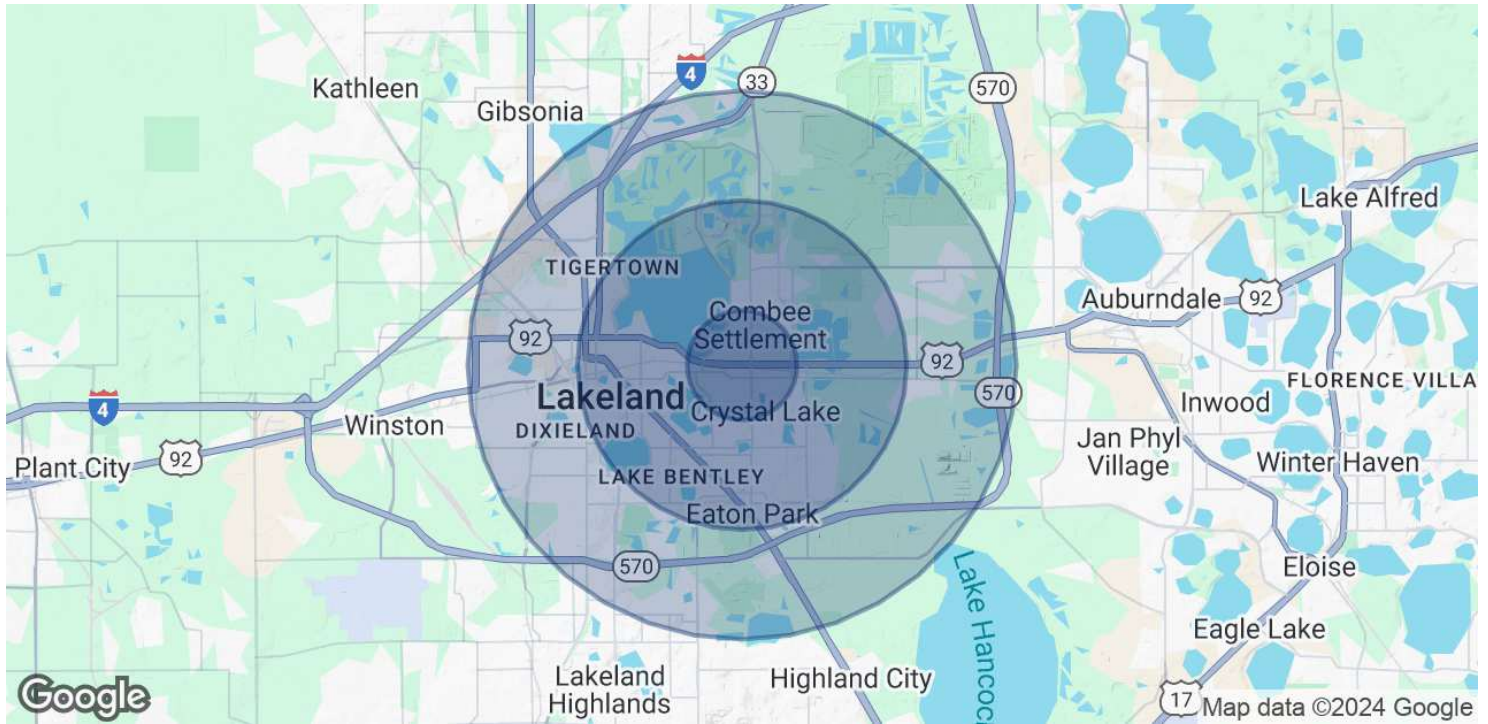 Kathleen
4
33
570
Gibsonia
Lake Alfred
TIGERTOWN
Auburndale
92
Combee
Settlement
92
92
570
FLORENCE VILLA
4
Lakeland
Crystal Lake
Inwood
Winston
DIXIELAND
Jan Phyl
Village
Winter Haven
Plant City
92
LAKE BENTLEY
Eaton Park
570
Eloise
Lake Hancoc
Eagle Lake
Lakeland
Highlands
Highland City
17
Google
Map data ©2024 Google